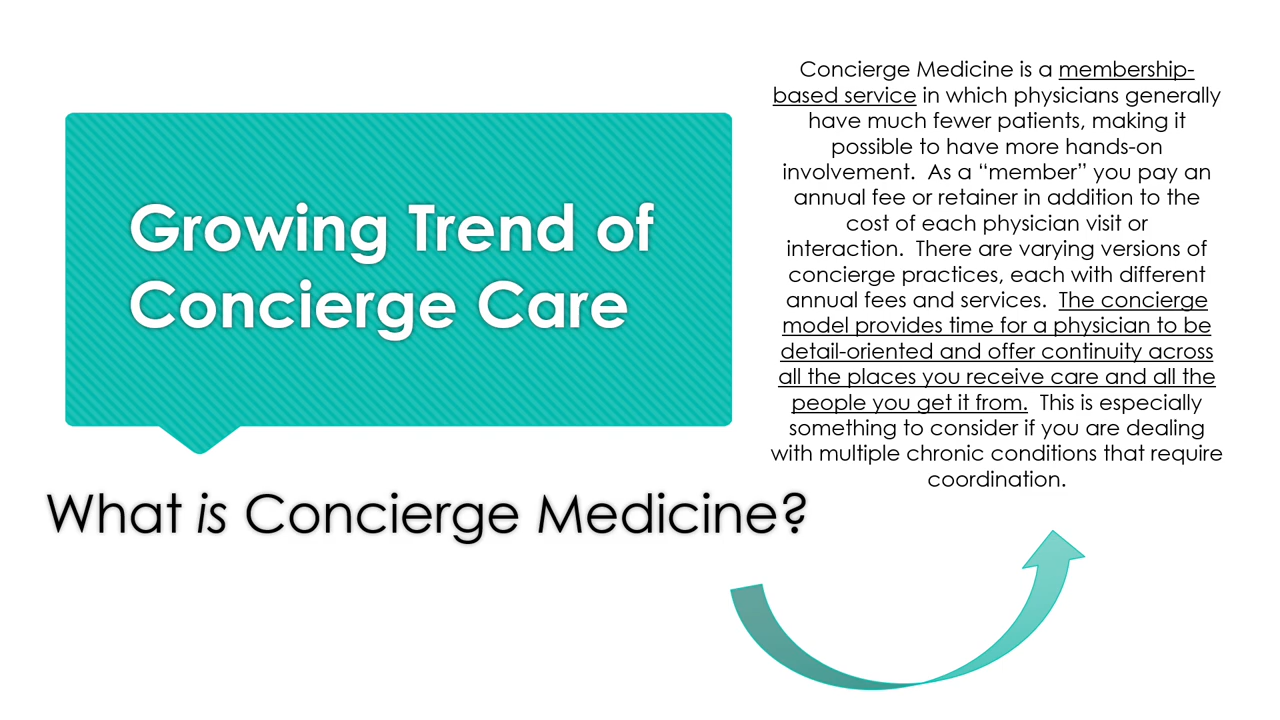 Growing Trend of
Concierge Care
What is Concierge Medicine?
Concierge Medicine is a membership-
based service in which physicians generally
have much fewer patients, making it
possible to have more hands-on
involvement.  As a “member” you pay an
annual fee or retainer in addition to the
cost of each physician visit or
interaction.  There are varying versions of
concierge practices, each with different
annual fees and services.  The concierge
model provides time for a physician to be
detail-oriented and offer continuity across
all the places you receive care and all the
people you get it from.  This is especially
something to consider if you are dealing
with multiple chronic conditions that require
coordination.